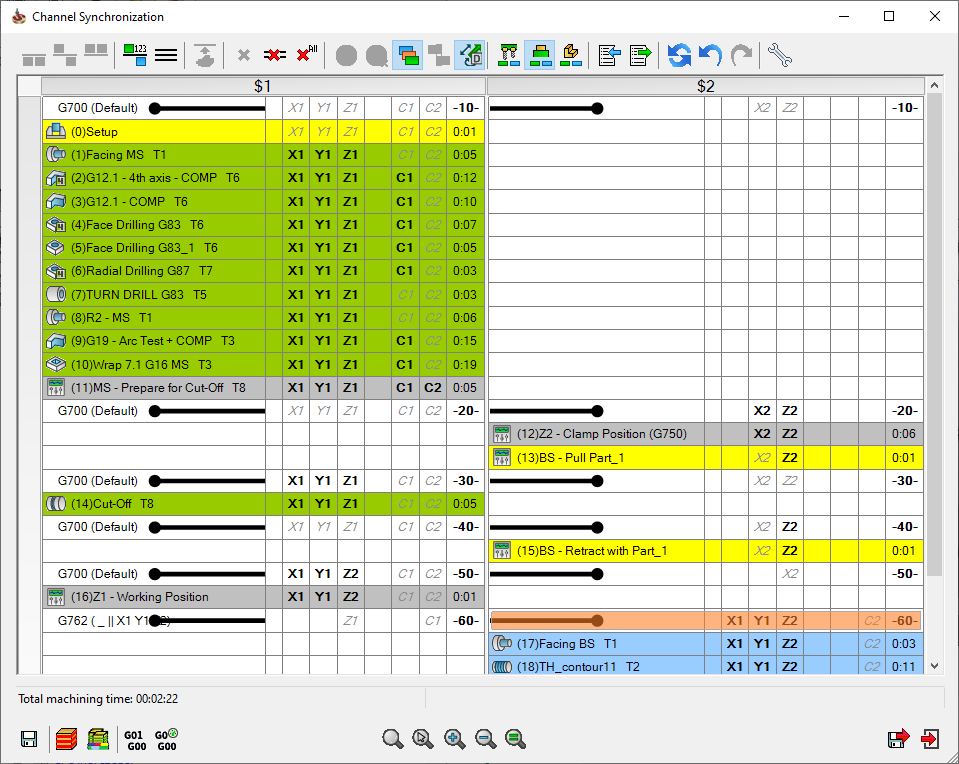 Channel Synchronization
123
All
D
$1 $2
G700 (Default) X1 Y1 Z1 C1 C2 -10- X2 Z2 -10-
(0)Setup X1 Y1 Z1 C1 C2 0:01
(1)Facing MS T1 X1 Y1 Z1 C1 C2 0:05
(2)G12.1 - 4th axis - COMP T6 X1 Y1 Z1 C1 C2 0:12
(3)G12.1 - COMP T6 X1 Y1 Z1 C1 C2 0:10
(4)Face Drilling G83 T6 X1 Y1 Z1 C1 C2 0:07
(5)Face Drilling G83_1 T6 X1 Y1 Z1 C1 C2 0:05
(6)Radial Drilling G87 T7 X1 Y1 Z1 C1 C2 0:03
(7)TURN DRILL G83 T5 X1 Y1 Z1 C1 C2 0:03
(8)R2 - MS T1 X1 Y1 Z1 C1 C2 0:06
(9)G19 - Arc Test + COMP T3 X1 Y1 Z1 C1 C2 0:15
(10)Wrap 7.1 G16 MS T3 X1 Y1 Z1 C1 C2 0:19
(11)MS - Prepare for Cut-Off T8 X1 Y1 Z1 C1 C2 0:05
G700 (Default) X1 Y1 Z1 C1 C2 -20- X2 Z2 -20-
(12)Z2 - Clamp Position (G750) X2 Z2 0:06
(13)BS - Pull Part_1 X2 Z2 0:01
G700 (Default) X1 Y1 Z1 C1 C2 -30- X2 Z2 -30-
(14)Cut-Off T8 X1 Y1 Z1 C1 C2 0:05
G700 (Default) X1 Y1 Z1 C1 C2 -40- X2 Z2 -40-
(15)BS - Retract with Part_1 X2 Z2 0:01
G700 (Default) X1 Y1 Z2 C1 C2 -50- X2 -50-
(16)Z1 - Working Position X1 Y1 Z2 C1 C2 0:01
G762 ( _ || X1 Y1 Z2) Z1 C1 -60- X1 Y1 Z2 C2 -60-
(17)Facing BS T1 X1 Y1 Z2 C2 0:03
(18)TH_contour11 T2 X1 Y1 Z2 C2 0:11
Total machining time: 00:02:22
G01 G00
G00 G00